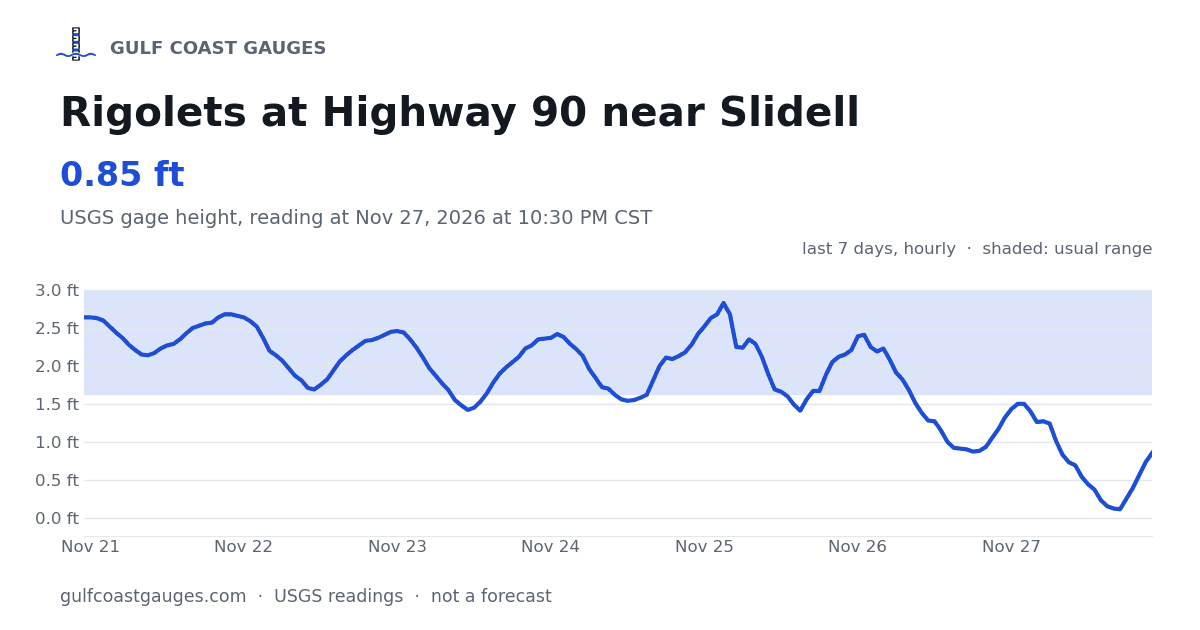 GULF COAST GAUGES
Rigolets at Highway 90 near Slidell
0.85 ft
USGS gage height, reading at Nov 27, 2026 at 10:30 PM CST
last 7 days, hourly · shaded: usual range
3.0 ft
2.5 ft
2.0 ft
1.5 ft
1.0 ft
0.5 ft
0.0 ft
Nov 21 Nov 22 Nov 23 Nov 24 Nov 25 Nov 26 Nov 27
gulfcoastgauges.com · USGS readings · not a forecast